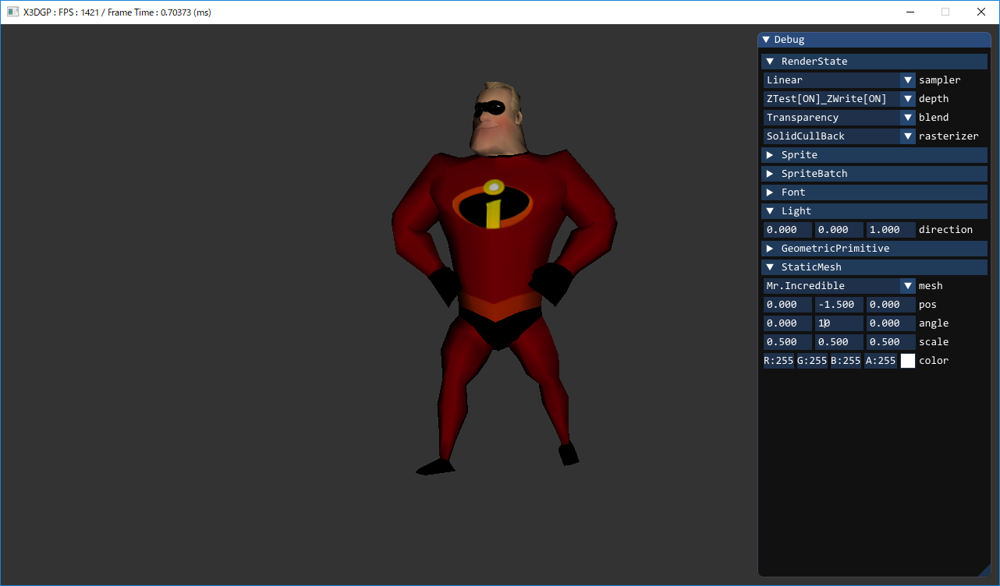 X3DGP : FPS : 1421 / Frame Time : 0.70373 (ms)
Debug
RenderState
Linear sampler
ZTest[ON]_ZWrite[ON] depth
Transparency blend
SolidCullBack rasterizer
Sprite
SpriteBatch
Font
Light
0.000 0.000 1.000 direction
GeometricPrimitive
StaticMesh
Mr.Incredible mesh
0.000 -1.500 0.000 pos
0.000 10 0.000 angle
0.500 0.500 0.500 scale
R:255 G:255 B:255 A:255 color
i